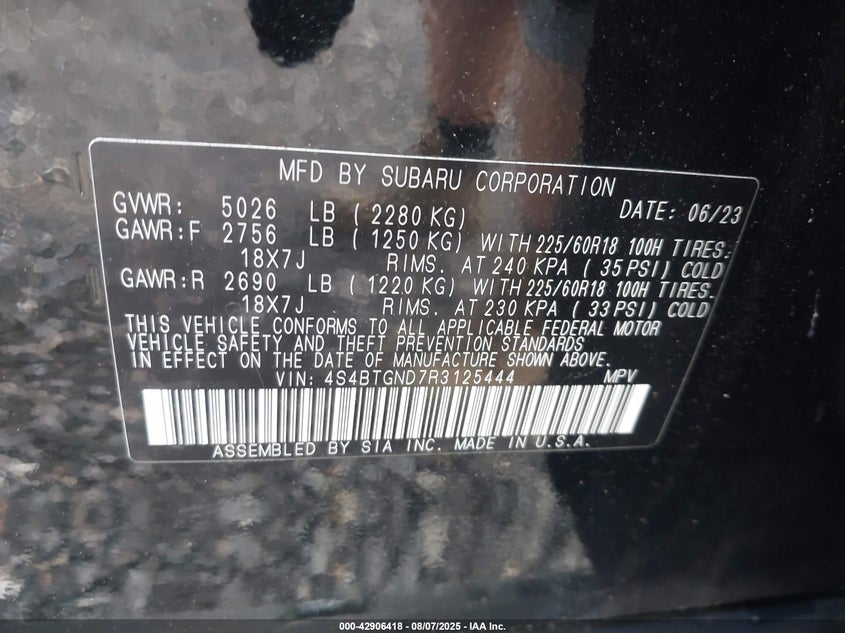 MFD BY SUBARU CORPORATION
GVWR: 5026 LB ( 2280 KG) DATE: 06/23
GAWR:F 2756 LB ( 1250 KG) WITH 225/60R18 100H TIRES.
18X7J RIMS. AT 240 KPA ( 35 PSI) COLD
GAWR:R 2690 LB ( 1220 KG) WITH 225/60R18 100H TIRES.
18X7J RIMS. AT 230 KPA ( 33 PSI) COLD
THIS VEHICLE CONFORMS TO ALL APPLICABLE FEDERAL MOTOR
VEHICLE SAFETY AND THEFT PREVENTION STANDARDS
IN EFFECT ON THE DATE OF MANUFACTURE SHOWN ABOVE.
VIN: 4S4BTGND7R3125444 MPV
ASSEMBLED BY SIA INC. MADE IN U.S.A.
000-42906418 - 08/07/2025 - IAA Inc.